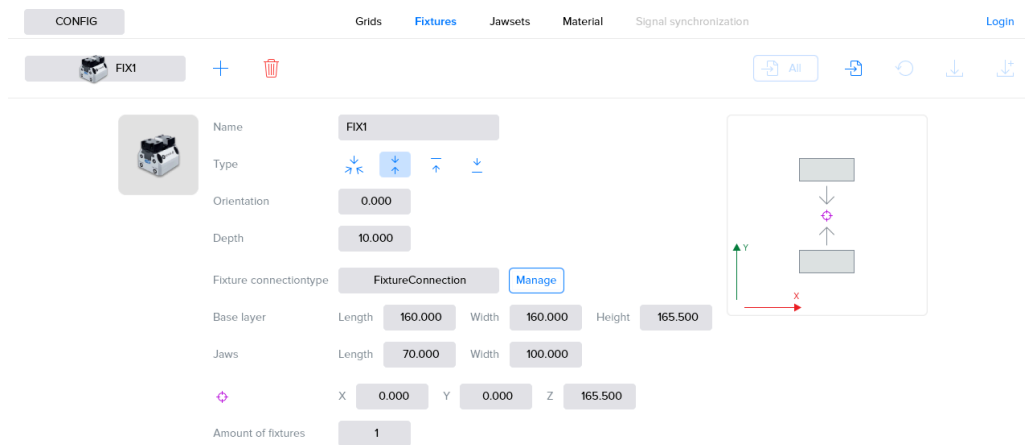 CONFIG Grids Fixtures Jawsets Material Signal synchronization Login
FIX1 All
Name FIX1
Type
Orientation 0.000
Depth 10.000
Y
X
Fixture connectiontype FixtureConnection Manage
Base layer Length 160.000 Width 160.000 Height 165.500
Jaws Length 70.000 Width 100.000
X 0.000 Y 0.000 Z 165.500
Amount of fixtures 1